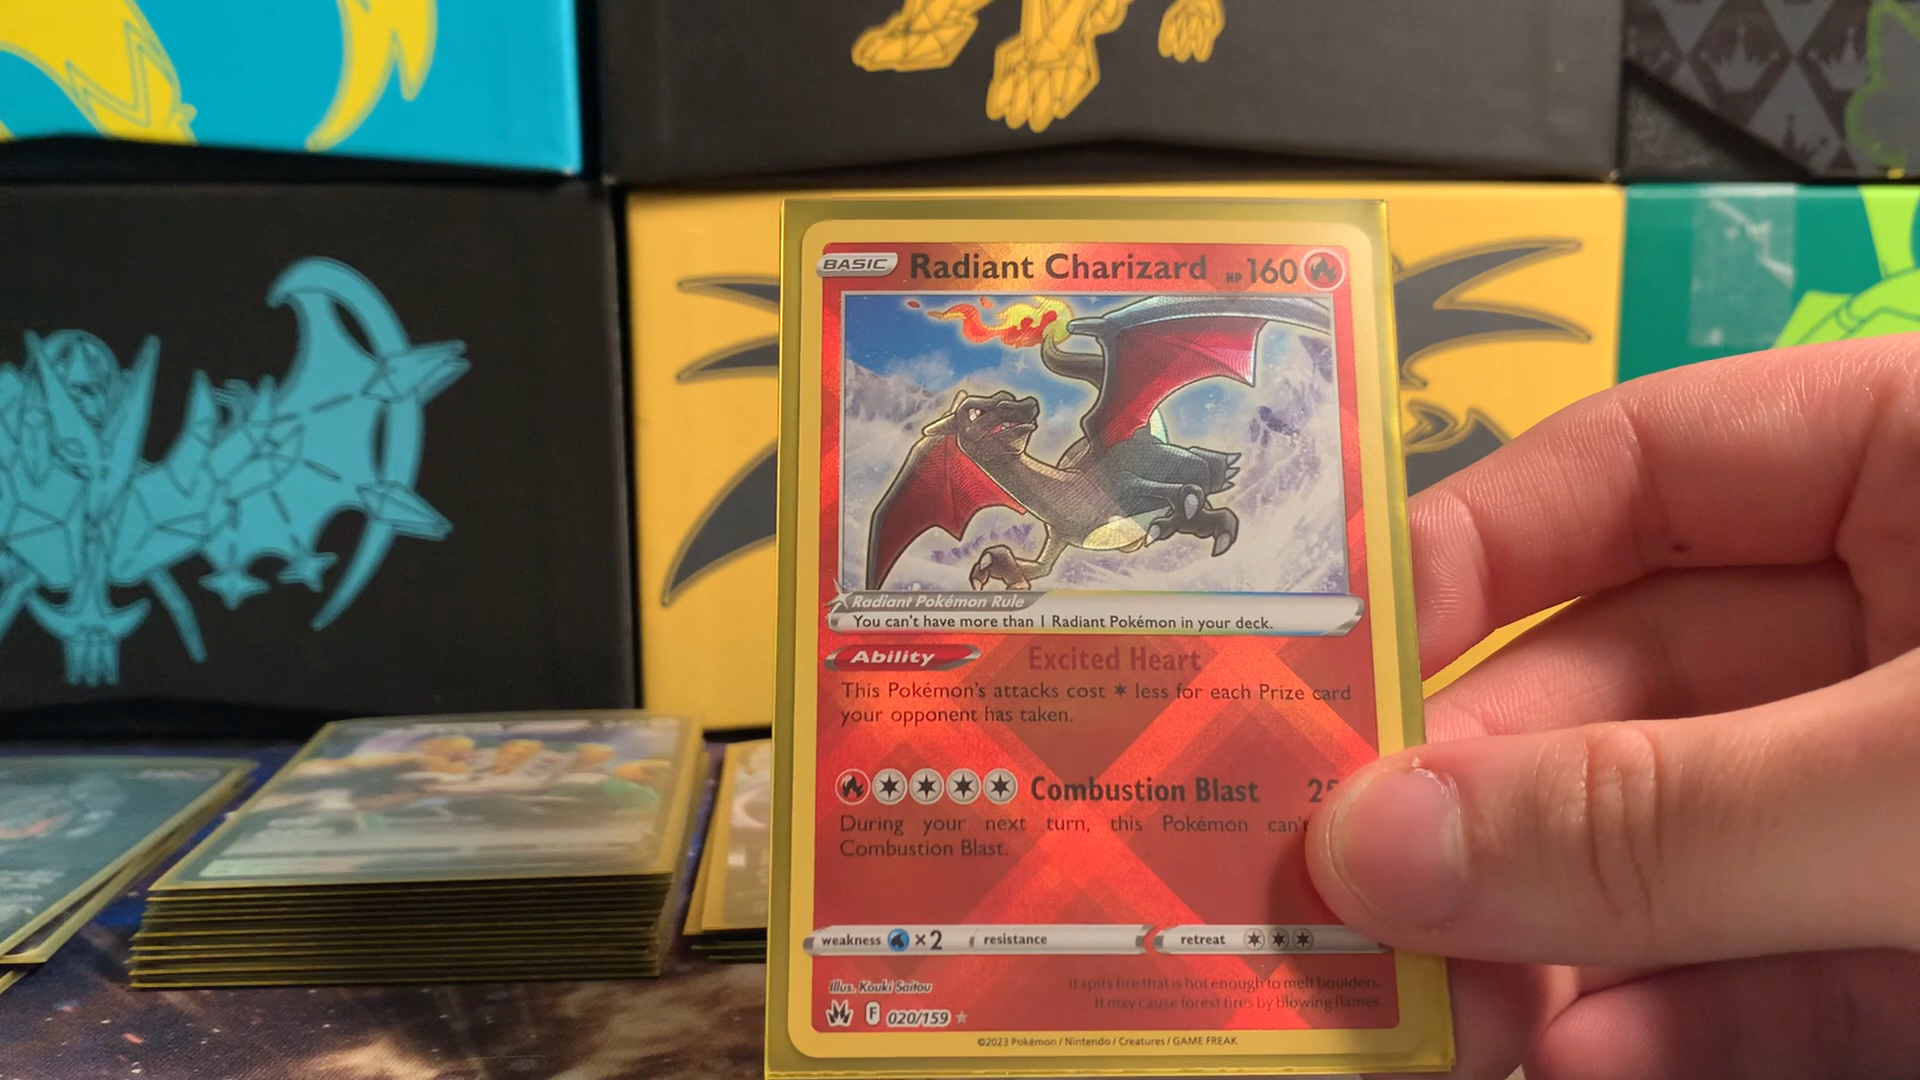 BASIC Radiant Charizard HP 160
Radiant Pokémon Rule
You can't have more than 1 Radiant Pokémon in your deck.
Ability Excited Heart
This Pokémon's attacks cost ✶ less for each Prize card
your opponent has taken.
Combustion Blast 25
During your next turn, this Pokémon can't
Combustion Blast.
weakness ×2 resistance retreat
Illus. Kouki Saitou
It spits fire that is hot enough to melt boulders.
It may cause forest fires by blowing flames.
F 020/159 ★
©2023 Pokémon / Nintendo / Creatures / GAME FREAK